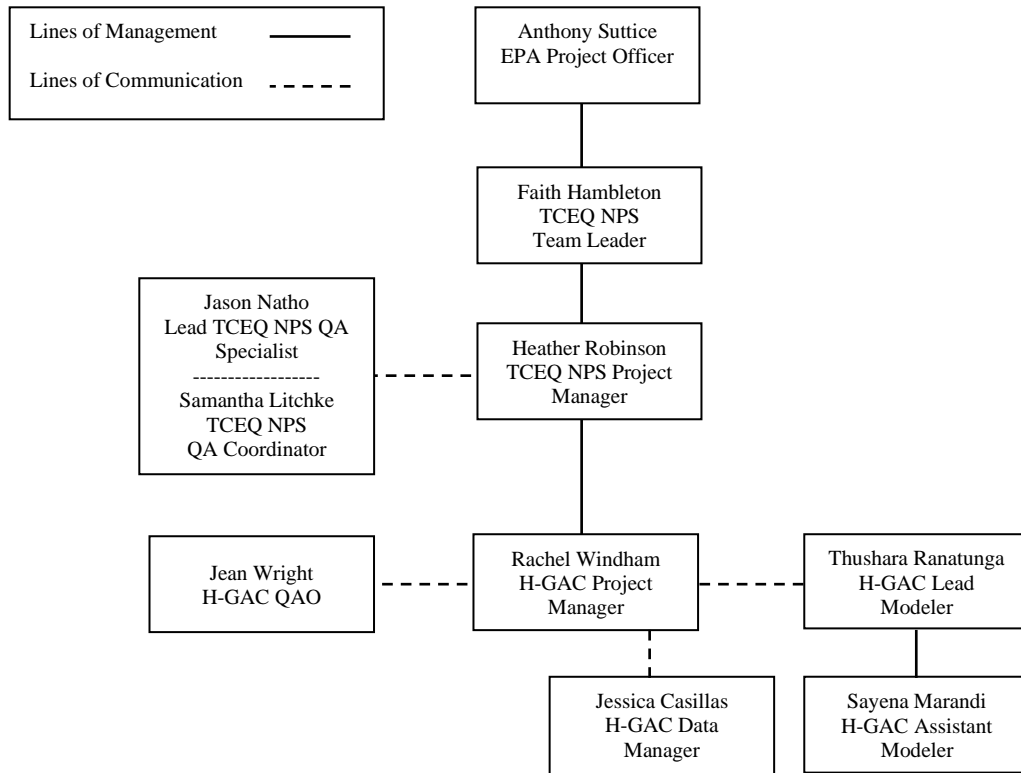 Lines of Management
Lines of Communication
Anthony Suttice
EPA Project Officer
Faith Hambleton
TCEQ NPS
Team Leader
Jason Natho
Lead TCEQ NPS QA
Specialist
------------------
Samantha Litchke
TCEQ NPS
QA Coordinator
Heather Robinson
TCEQ NPS Project
Manager
Jean Wright
H-GAC QAO
Rachel Windham
H-GAC Project
Manager
Thushara Ranatunga
H-GAC Lead
Modeler
Jessica Casillas
H-GAC Data
Manager
Sayena Marandi
H-GAC Assistant
Modeler